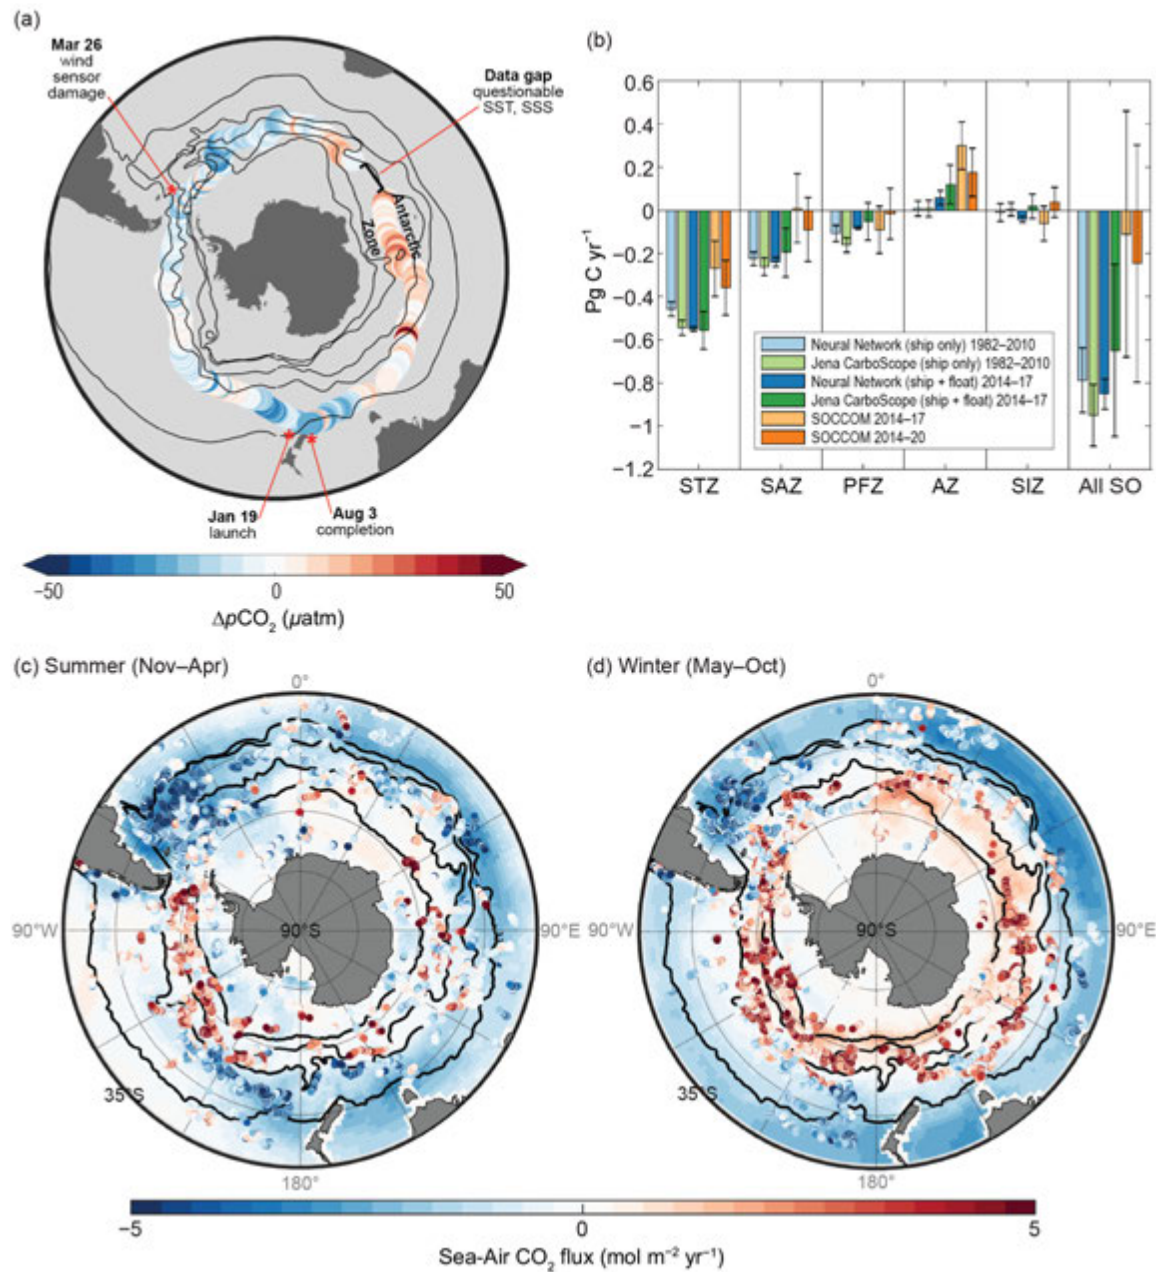 (a)
Mar 26
wind
sensor
damage
Data gap
questionable
SST, SSS
Antarctic
Zone
Jan 19
launch
Aug 3
completion
−50
0
50
ΔpCO₂ (µatm)
(b)
Pg C yr⁻¹
0.6
0.4
0.2
0
−0.2
−0.4
−0.6
−0.8
−1
−1.2
Neural Network (ship only) 1982–2010
Jena CarboScope (ship only) 1982–2010
Neural Network (ship + float) 2014–17
Jena CarboScope (ship + float) 2014–17
SOCCOM 2014–17
SOCCOM 2014–20
STZ SAZ PFZ AZ SIZ All SO
(c) Summer (Nov–Apr)
0°
90°W
90°S
90°E
35°S
180°
(d) Winter (May–Oct)
0°
90°W
90°S
90°E
35°S
180°
−5
0
5
Sea-Air CO₂ flux (mol m⁻² yr⁻¹)